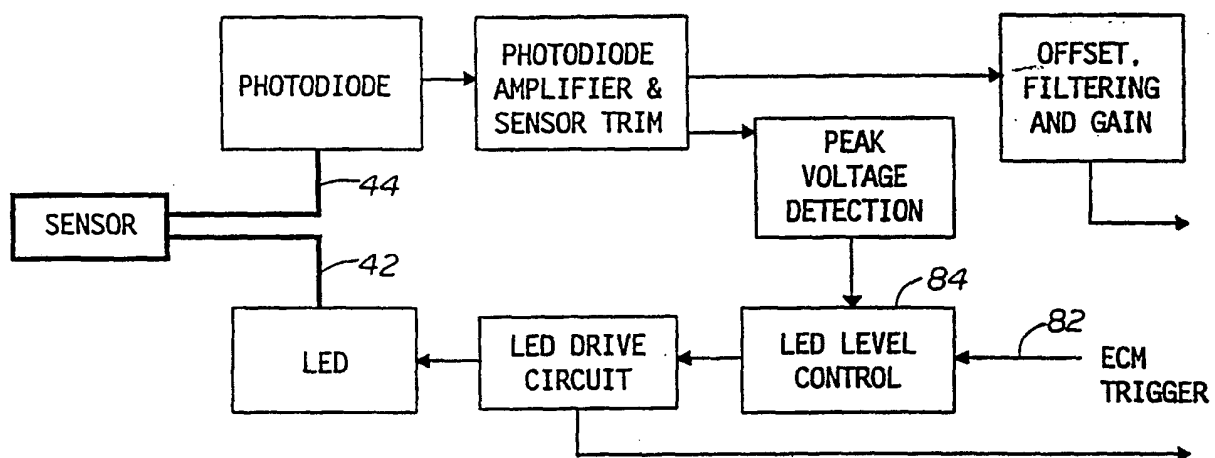 PHOTODIODE
PHOTODIODE
AMPLIFIER &
SENSOR TRIM
OFFSET,
FILTERING
AND GAIN
PEAK
VOLTAGE
DETECTION
44
SENSOR
42
84
82
LED
LED DRIVE
CIRCUIT
LED LEVEL
CONTROL
ECM
TRIGGER